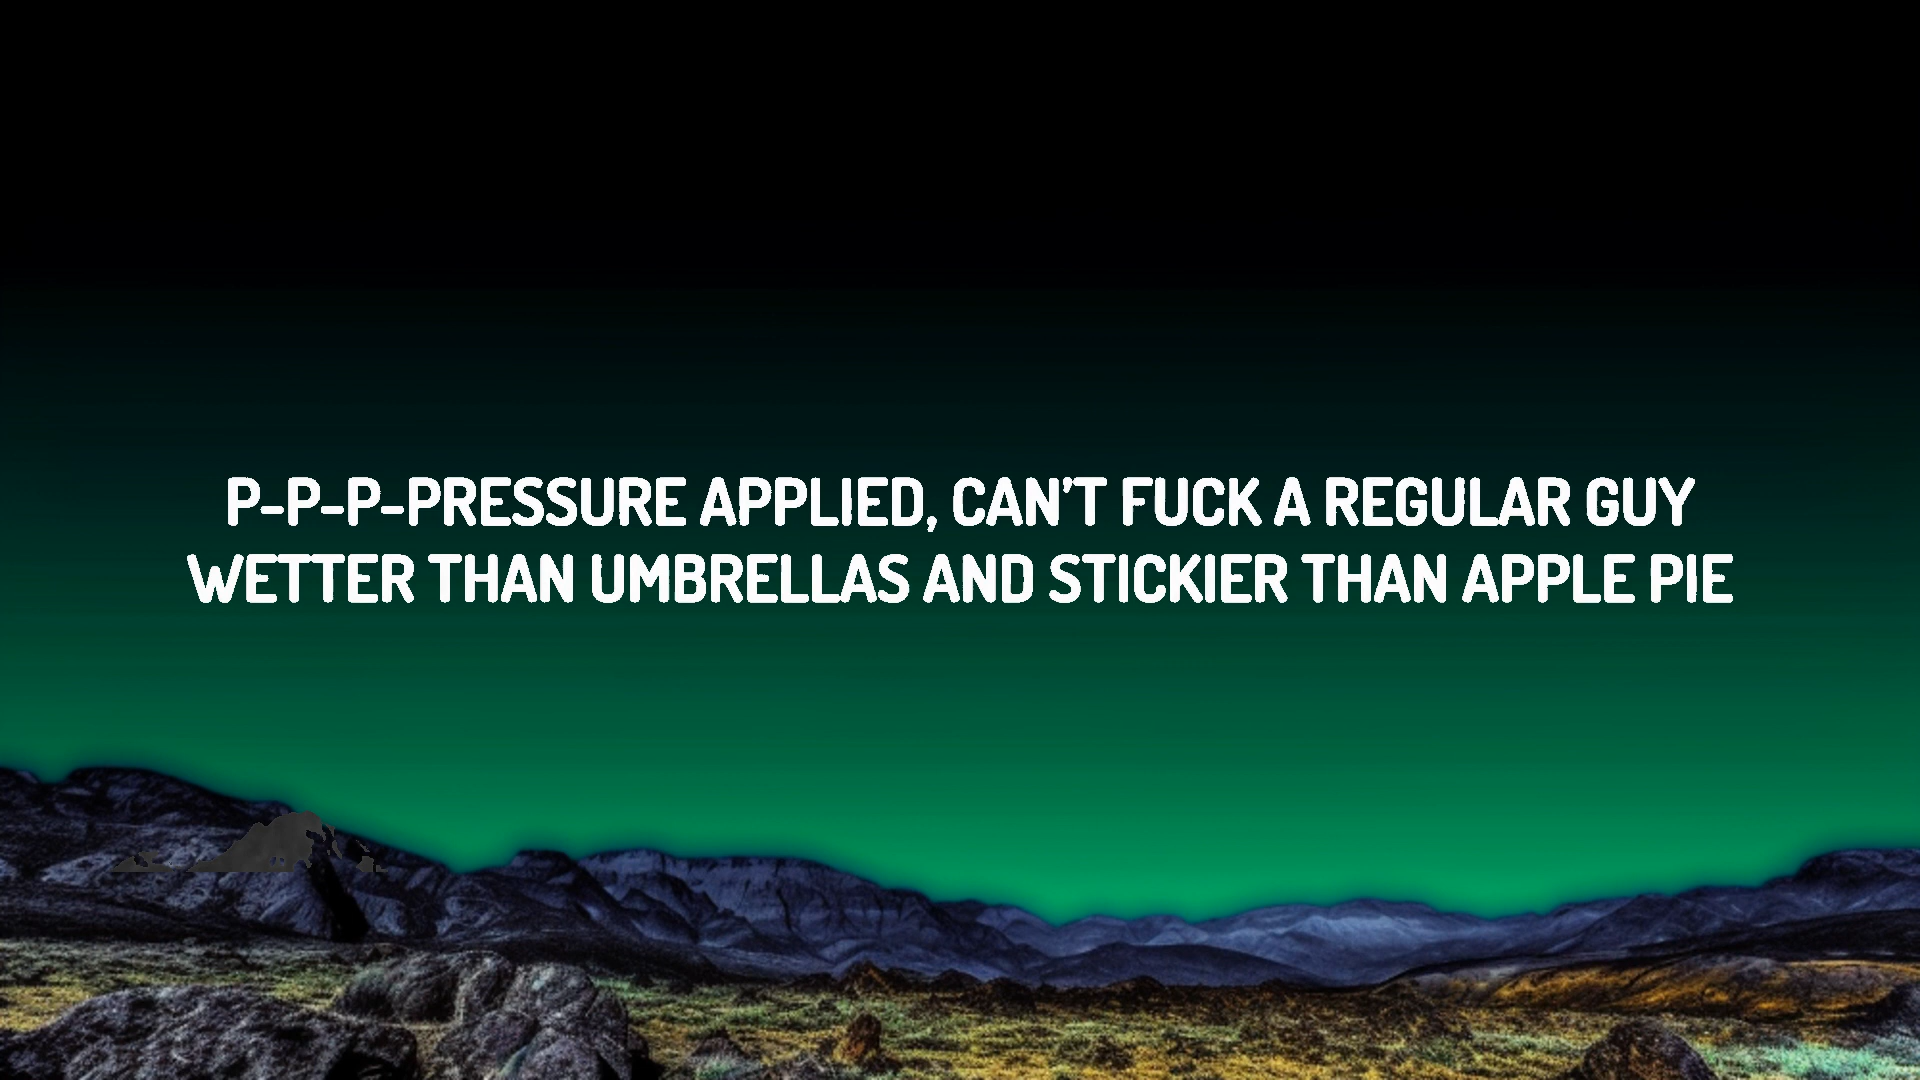 P-P-P-PRESSURE APPLIED, CAN'T FUCK A REGULAR GUY
WETTER THAN UMBRELLAS AND STICKIER THAN APPLE PIE